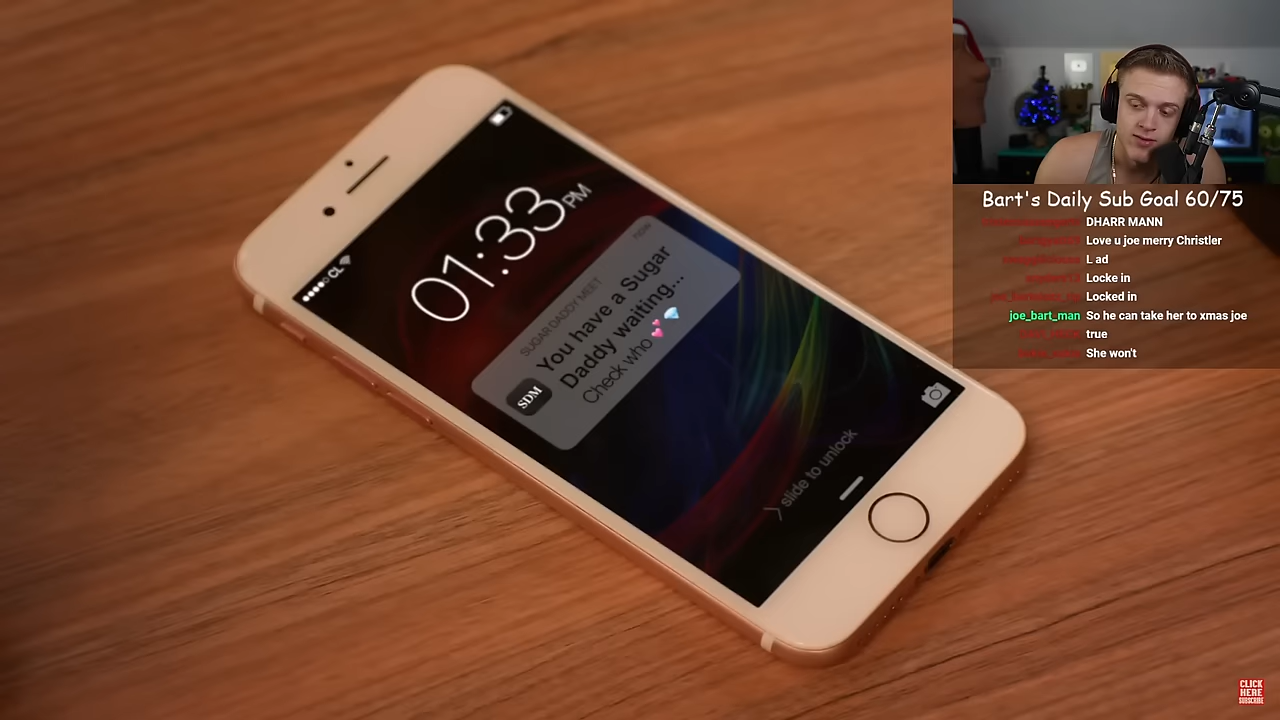 CL
01:33 PM
SUGAR DADDY MEET
now
SDM
You have a Sugar
Daddy waiting...
Check who 💕💎
slide to unlock
Bart's Daily Sub Goal 60/75
DHARR MANN
Love u joe merry Christler
L ad
Locke in
Locked in
joe_bart_man So he can take her to xmas joe
true
She won't
CLICK
HERE
SUBSCRIBE